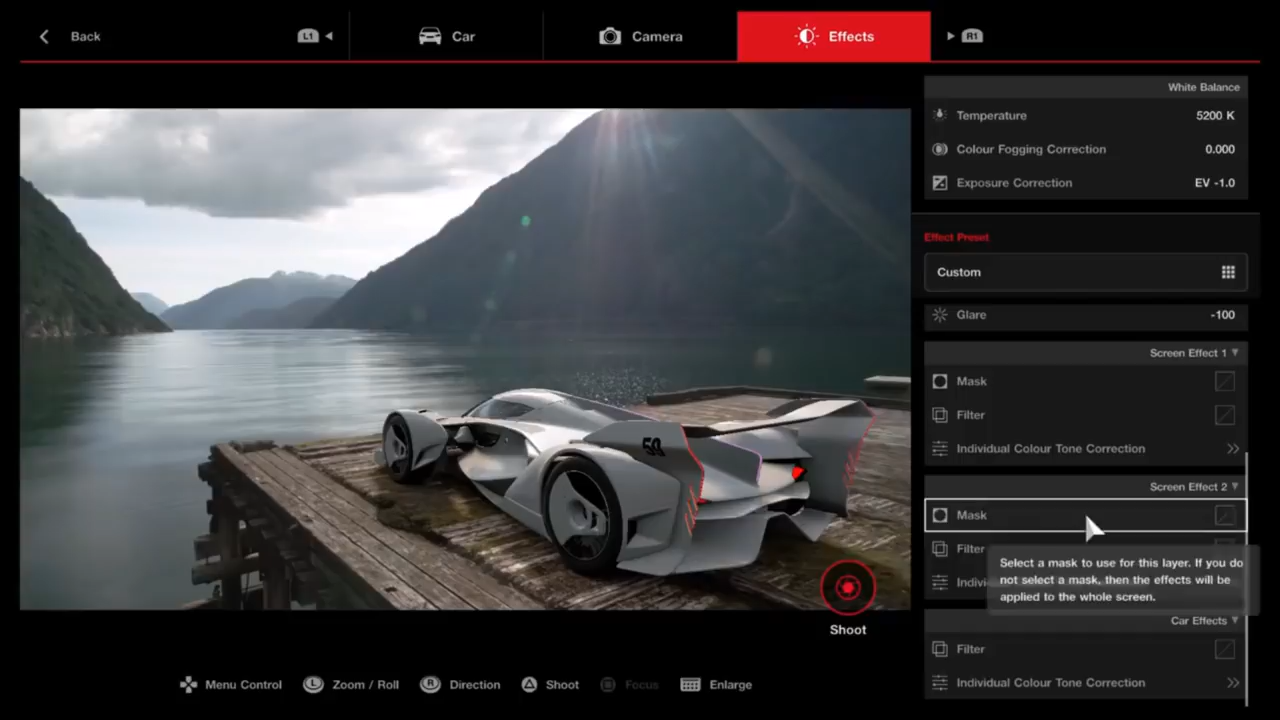 Back
L1
Car
Camera
Effects
R1
White Balance
Temperature 5200 K
Colour Fogging Correction 0.000
Exposure Correction EV -1.0
Effect Preset
Custom
Glare -100
Screen Effect 1
Mask
Filter
Individual Colour Tone Correction
Screen Effect 2
Mask
Filter
Indivi
Select a mask to use for this layer. If you do
not select a mask, then the effects will be
applied to the whole screen.
Car Effects
Filter
Individual Colour Tone Correction
Shoot
Menu Control
L Zoom / Roll
R Direction
Shoot
Focus
Enlarge